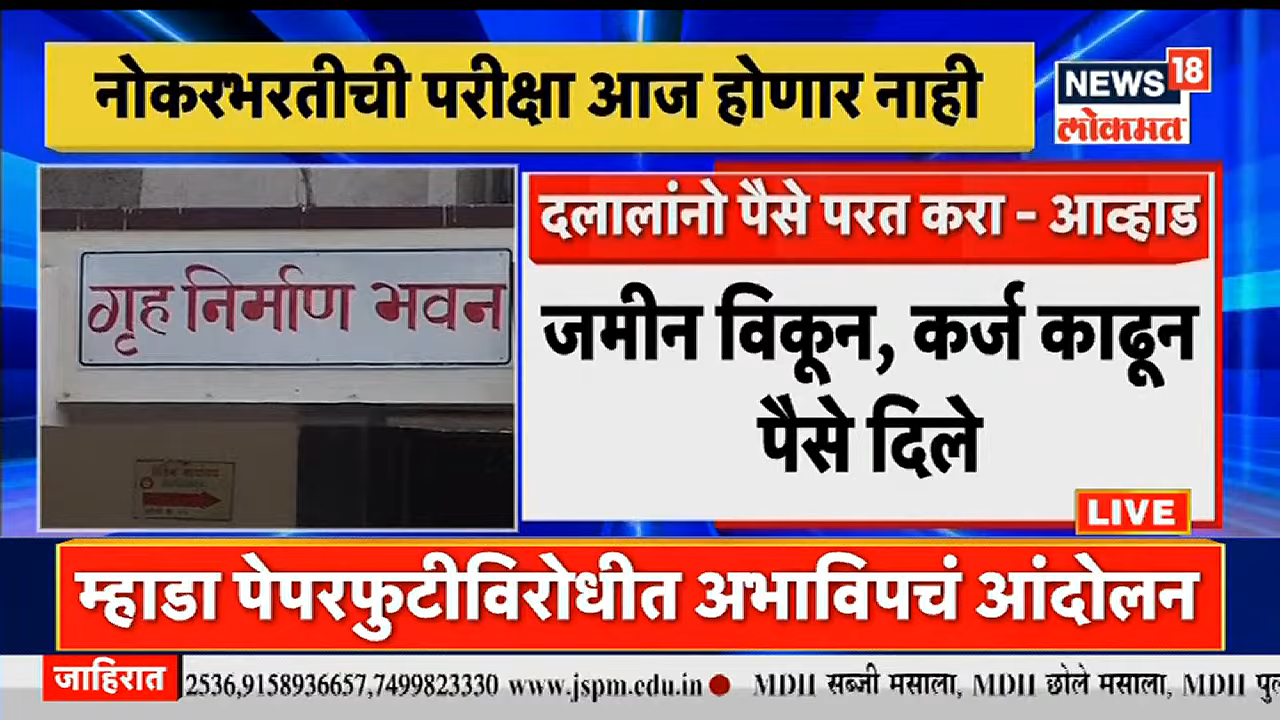 नोकरभरतीची परीक्षा आज होणार नाही
NEWS 18
लोकमत
दलालांनो पैसे परत करा - आव्हाड
गृह निर्माण भवन
जमीन विकून, कर्ज काढून
पैसे दिले
LIVE
म्हाडा पेपरफुटीविरोधीत अभाविपचं आंदोलन
जाहिरात
2536,9158936657,7499823330 www.jspm.edu.in ● MDH सब्जी मसाला, MDH छोले मसाला, MDH